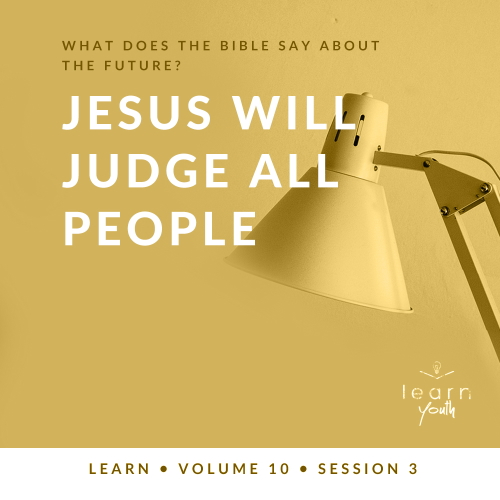 WHAT DOES THE BIBLE SAY ABOUT
THE FUTURE?
JESUS WILL
JUDGE ALL
PEOPLE
learn
youth
LEARN • VOLUME 10 • SESSION 3